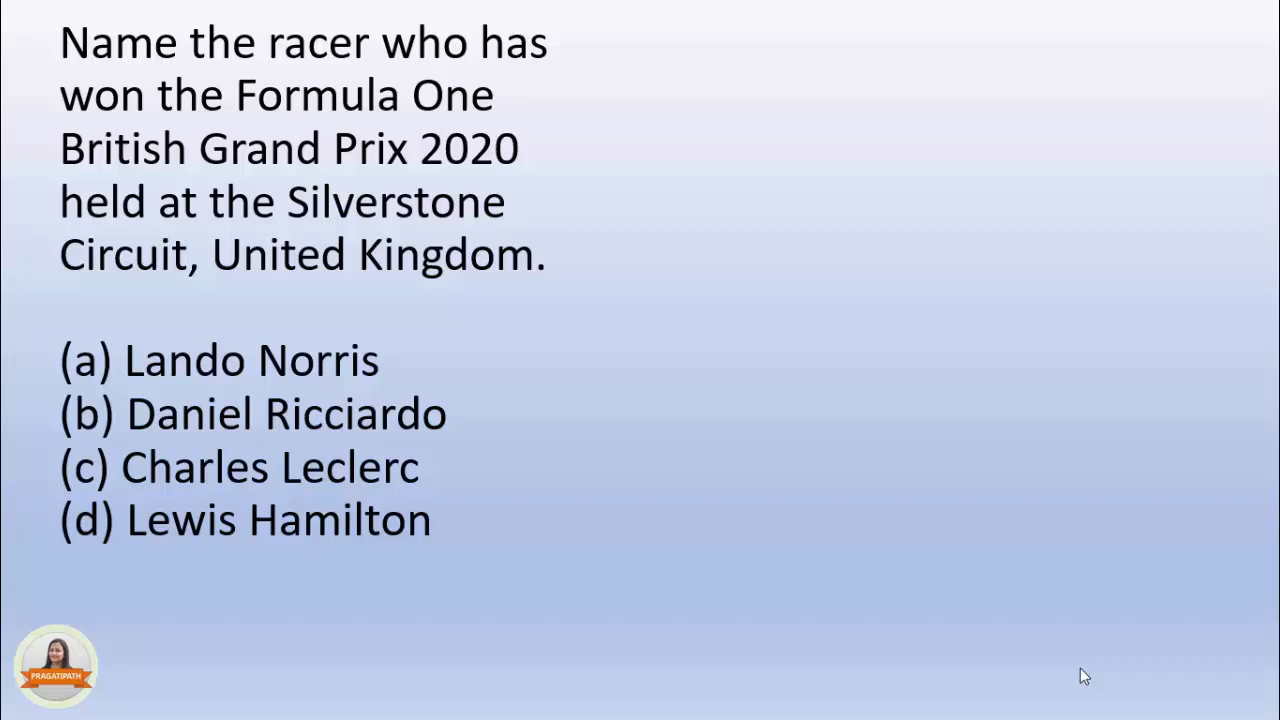 Name the racer who has
won the Formula One
British Grand Prix 2020
held at the Silverstone
Circuit, United Kingdom.
(a) Lando Norris
(b) Daniel Ricciardo
(c) Charles Leclerc
(d) Lewis Hamilton
PRAGATIPATH